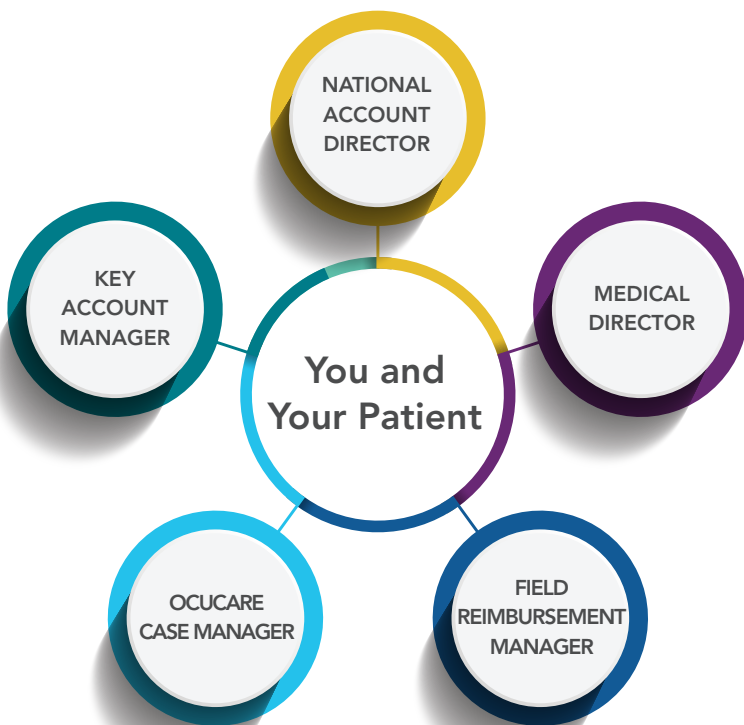 NATIONAL
ACCOUNT
DIRECTOR
KEY
ACCOUNT
MANAGER
MEDICAL
DIRECTOR
You and
Your Patient
OCUCARE
CASE MANAGER
FIELD
REIMBURSEMENT
MANAGER